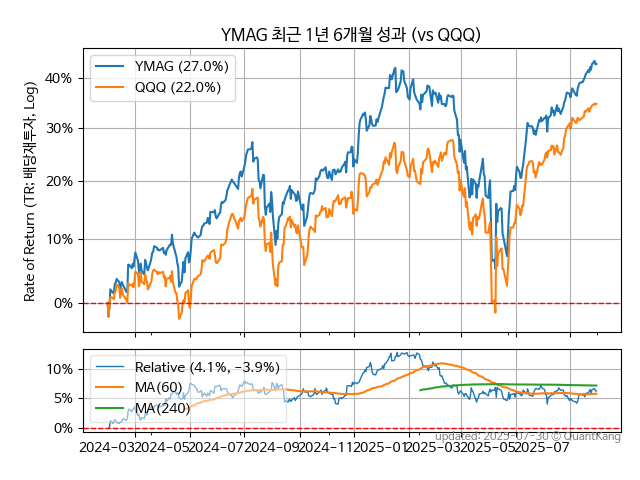 YMAG 최근 1년 6개월 성과 (vs QQQ)
Rate of Return (TR: 배당재투자, Log)
YMAG (27.0%)
QQQ (22.0%)
40%
30%
20%
10%
0%
Relative (4.1%, -3.9%)
MA(60)
MA(240)
10%
5%
0%
2024-03 2024-05 2024-07 2024-09 2024-11 2025-01 2025-03 2025-05 2025-07
updated: 2025-07-30 © QuantKang